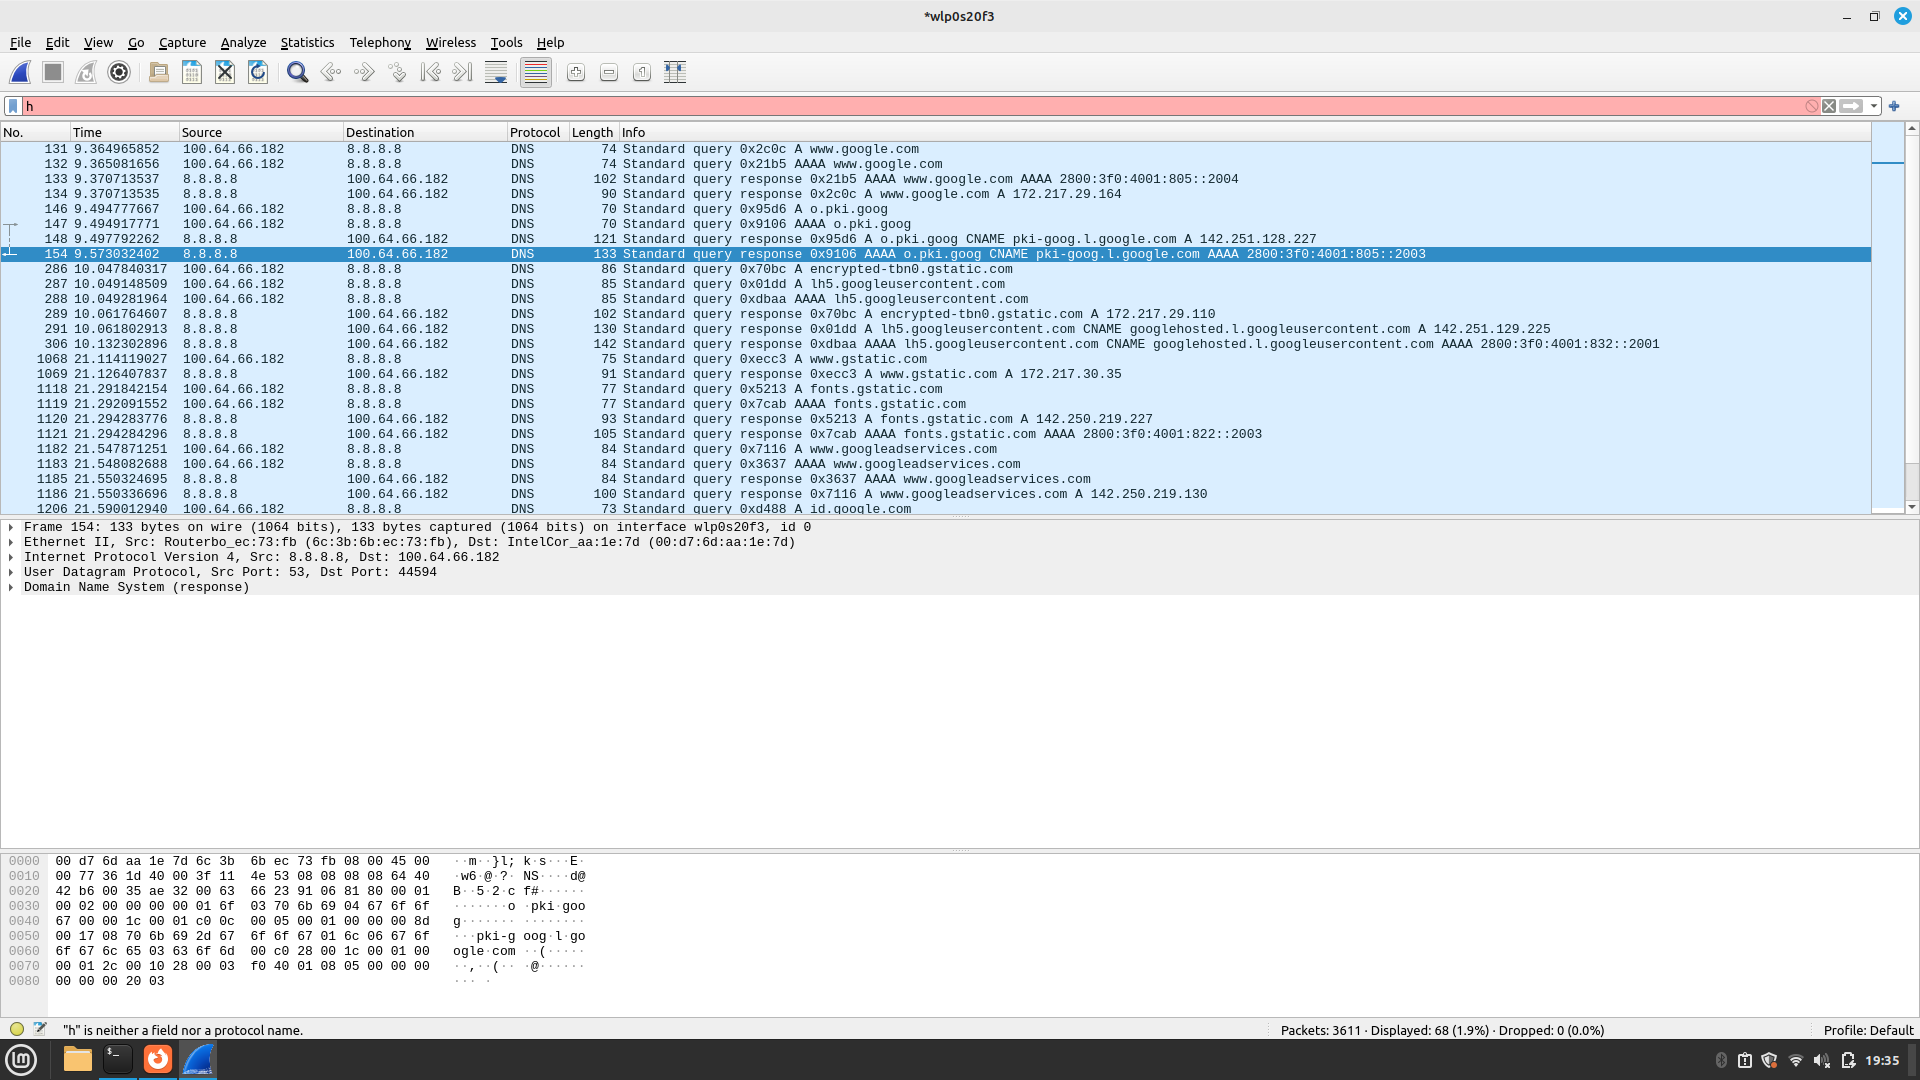 *wlp0s20f3
File Edit View Go Capture Analyze Statistics Telephony Wireless Tools Help
h
No. Time Source Destination Protocol Length Info
131 9.364965852 100.64.66.182 8.8.8.8 DNS 74 Standard query 0x2c0c A www.google.com
132 9.365081656 100.64.66.182 8.8.8.8 DNS 74 Standard query 0x21b5 AAAA www.google.com
133 9.370713537 8.8.8.8 100.64.66.182 DNS 102 Standard query response 0x21b5 AAAA www.google.com AAAA 2800:3f0:4001:805::2004
134 9.370713535 8.8.8.8 100.64.66.182 DNS 90 Standard query response 0x2c0c A www.google.com A 172.217.29.164
146 9.494777667 100.64.66.182 8.8.8.8 DNS 70 Standard query 0x95d6 A o.pki.goog
147 9.494917771 100.64.66.182 8.8.8.8 DNS 70 Standard query 0x9106 AAAA o.pki.goog
148 9.497792262 8.8.8.8 100.64.66.182 DNS 121 Standard query response 0x95d6 A o.pki.goog CNAME pki-goog.l.google.com A 142.251.128.227
154 9.573032402 8.8.8.8 100.64.66.182 DNS 133 Standard query response 0x9106 AAAA o.pki.goog CNAME pki-goog.l.google.com AAAA 2800:3f0:4001:805::2003
286 10.047840317 100.64.66.182 8.8.8.8 DNS 86 Standard query 0x70bc A encrypted-tbn0.gstatic.com
287 10.049148509 100.64.66.182 8.8.8.8 DNS 85 Standard query 0x01dd A lh5.googleusercontent.com
288 10.049281964 100.64.66.182 8.8.8.8 DNS 85 Standard query 0xdbaa AAAA lh5.googleusercontent.com
289 10.061764607 8.8.8.8 100.64.66.182 DNS 102 Standard query response 0x70bc A encrypted-tbn0.gstatic.com A 172.217.29.110
291 10.061802913 8.8.8.8 100.64.66.182 DNS 130 Standard query response 0x01dd A lh5.googleusercontent.com CNAME googlehosted.l.googleusercontent.com A 142.251.129.225
306 10.132302896 8.8.8.8 100.64.66.182 DNS 142 Standard query response 0xdbaa AAAA lh5.googleusercontent.com CNAME googlehosted.l.googleusercontent.com AAAA 2800:3f0:4001:832::2001
1068 21.114119027 100.64.66.182 8.8.8.8 DNS 75 Standard query 0xecc3 A www.gstatic.com
1069 21.126407837 8.8.8.8 100.64.66.182 DNS 91 Standard query response 0xecc3 A www.gstatic.com A 172.217.30.35
1118 21.291842154 100.64.66.182 8.8.8.8 DNS 77 Standard query 0x5213 A fonts.gstatic.com
1119 21.292091552 100.64.66.182 8.8.8.8 DNS 77 Standard query 0x7cab AAAA fonts.gstatic.com
1120 21.294283776 8.8.8.8 100.64.66.182 DNS 93 Standard query response 0x5213 A fonts.gstatic.com A 142.250.219.227
1121 21.294284296 8.8.8.8 100.64.66.182 DNS 105 Standard query response 0x7cab AAAA fonts.gstatic.com AAAA 2800:3f0:4001:822::2003
1182 21.547871251 100.64.66.182 8.8.8.8 DNS 84 Standard query 0x7116 A www.googleadservices.com
1183 21.548082688 100.64.66.182 8.8.8.8 DNS 84 Standard query 0x3637 AAAA www.googleadservices.com
1185 21.550324695 8.8.8.8 100.64.66.182 DNS 84 Standard query response 0x3637 AAAA www.googleadservices.com
1186 21.550336696 8.8.8.8 100.64.66.182 DNS 100 Standard query response 0x7116 A www.googleadservices.com A 142.250.219.130
1206 21.590012940 100.64.66.182 8.8.8.8 DNS 73 Standard query 0xd488 A id.google.com
Frame 154: 133 bytes on wire (1064 bits), 133 bytes captured (1064 bits) on interface wlp0s20f3, id 0
Ethernet II, Src: Routerbo_ec:73:fb (6c:3b:6b:ec:73:fb), Dst: IntelCor_aa:1e:7d (00:d7:6d:aa:1e:7d)
Internet Protocol Version 4, Src: 8.8.8.8, Dst: 100.64.66.182
User Datagram Protocol, Src Port: 53, Dst Port: 44594
Domain Name System (response)
0000 00 d7 6d aa 1e 7d 6c 3b 6b ec 73 fb 08 00 45 00 ··m··}l; k·s···E·
0010 00 77 36 1d 40 00 3f 11 4e 53 08 08 08 08 64 40 ·w6·@·?· NS····d@
0020 42 b6 00 35 ae 32 00 63 66 23 91 06 81 80 00 01 B··5·2·c f#······
0030 00 02 00 00 00 00 01 6f 03 70 6b 69 04 67 6f 6f ·······o ·pki·goo
0040 67 00 00 1c 00 01 c0 0c 00 05 00 01 00 00 00 8d g······· ········
0050 00 17 08 70 6b 69 2d 67 6f 6f 67 01 6c 06 67 6f ···pki-g oog·l·go
0060 6f 67 6c 65 03 63 6f 6d 00 c0 28 00 1c 00 01 00 ogle·com ··(·····
0070 00 01 2c 00 10 28 00 03 f0 40 01 08 05 00 00 00 ··,··(·· ·@······
0080 00 00 00 20 03 ··· ·
"h" is neither a field nor a protocol name.
Packets: 3611 · Displayed: 68 (1.9%) · Dropped: 0 (0.0%)
Profile: Default
19:35